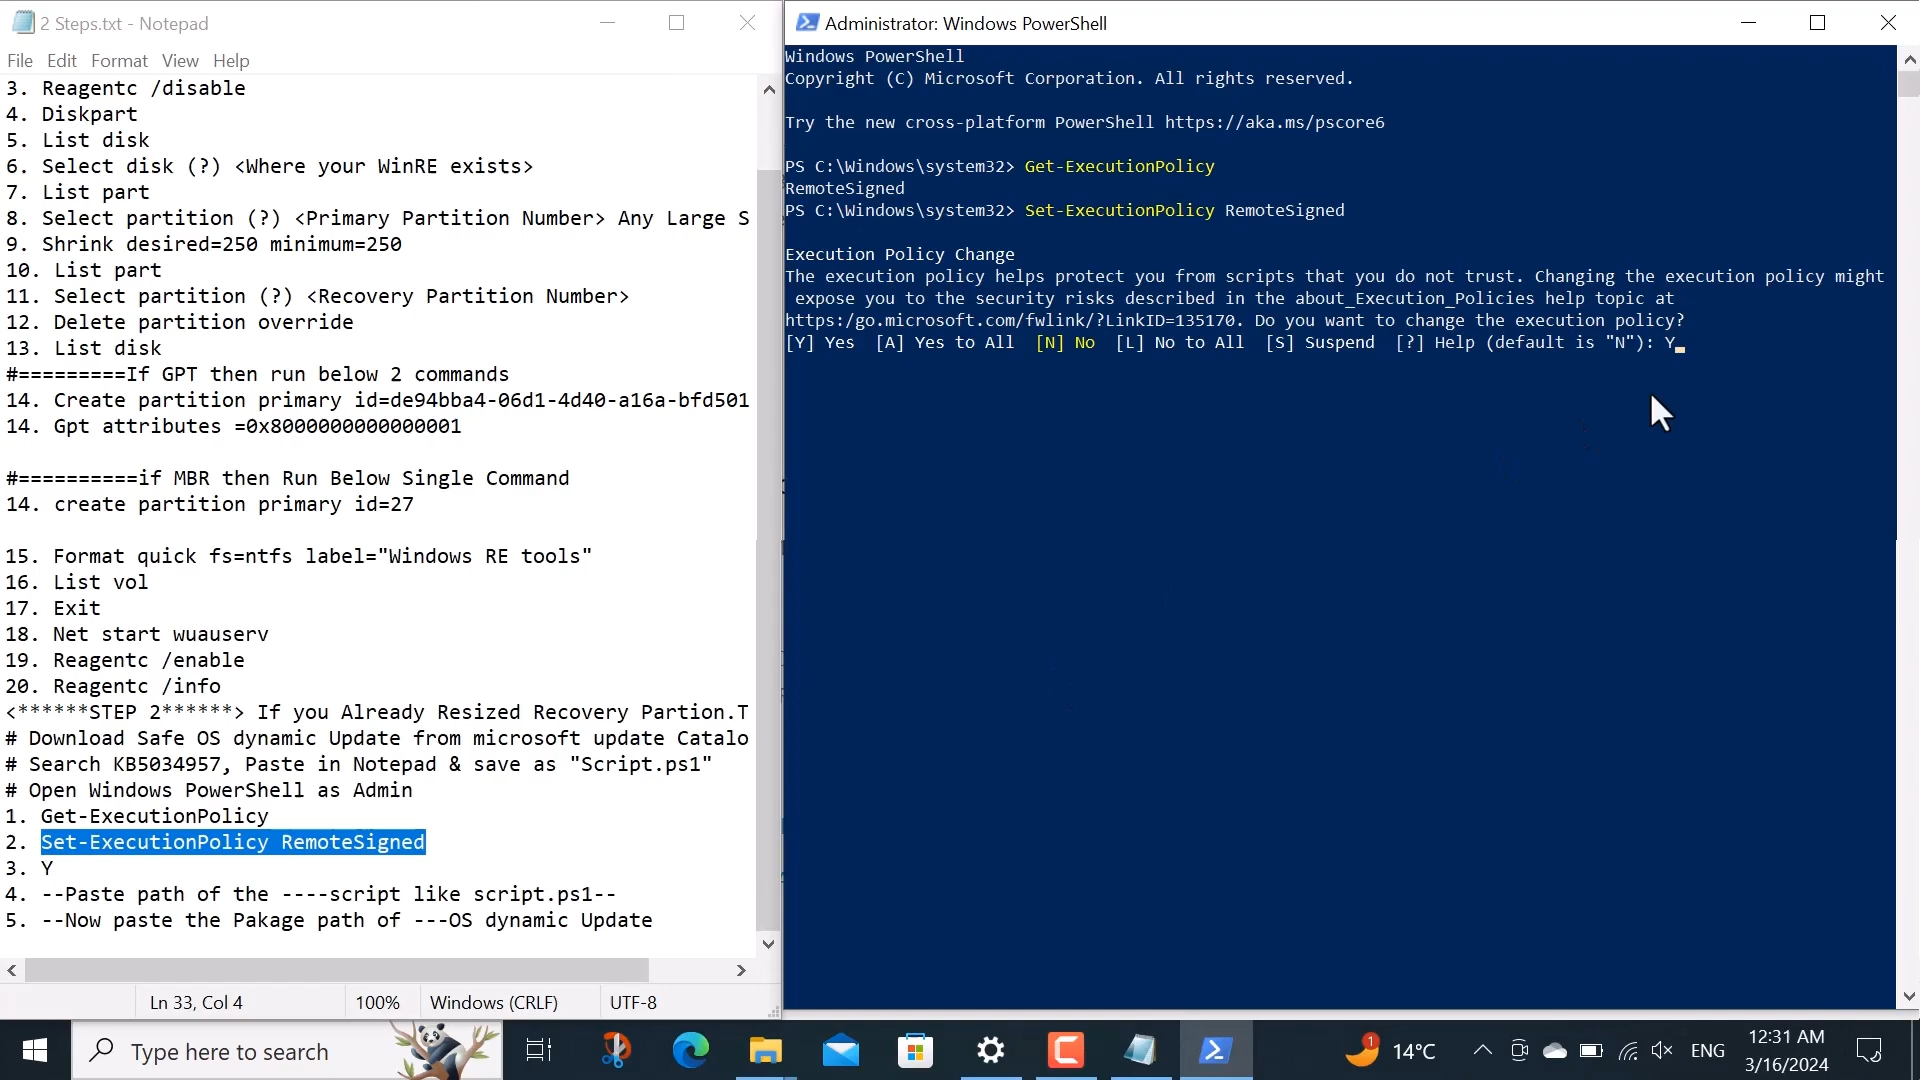 2 Steps.txt - Notepad
File Edit Format View Help
3. Reagentc /disable
4. Diskpart
5. List disk
6. Select disk (?) <Where your WinRE exists>
7. List part
8. Select partition (?) <Primary Partition Number> Any Large S
9. Shrink desired=250 minimum=250
10. List part
11. Select partition (?) <Recovery Partition Number>
12. Delete partition override
13. List disk
#=========If GPT then run below 2 commands
14. Create partition primary id=de94bba4-06d1-4d40-a16a-bfd501
14. Gpt attributes =0x8000000000000001
#==========if MBR then Run Below Single Command
14. create partition primary id=27
15. Format quick fs=ntfs label="Windows RE tools"
16. List vol
17. Exit
18. Net start wuauserv
19. Reagentc /enable
20. Reagentc /info
<******STEP 2******> If you Already Resized Recovery Partion.T
# Download Safe OS dynamic Update from microsoft update Catalo
# Search KB5034957, Paste in Notepad & save as "Script.ps1"
# Open Windows PowerShell as Admin
1. Get-ExecutionPolicy
2. Set-ExecutionPolicy RemoteSigned
3. Y
4. --Paste path of the ----script like script.ps1--
5. --Now paste the Pakage path of ---OS dynamic Update
Ln 33, Col 4 100% Windows (CRLF) UTF-8
Administrator: Windows PowerShell
Windows PowerShell
Copyright (C) Microsoft Corporation. All rights reserved.
Try the new cross-platform PowerShell https://aka.ms/pscore6
PS C:\Windows\system32> Get-ExecutionPolicy
RemoteSigned
PS C:\Windows\system32> Set-ExecutionPolicy RemoteSigned
Execution Policy Change
The execution policy helps protect you from scripts that you do not trust. Changing the execution policy might
expose you to the security risks described in the about_Execution_Policies help topic at
https:/go.microsoft.com/fwlink/?LinkID=135170. Do you want to change the execution policy?
[Y] Yes [A] Yes to All [N] No [L] No to All [S] Suspend [?] Help (default is "N"): Y
Type here to search
1
14°C
ENG
12:31 AM
3/16/2024